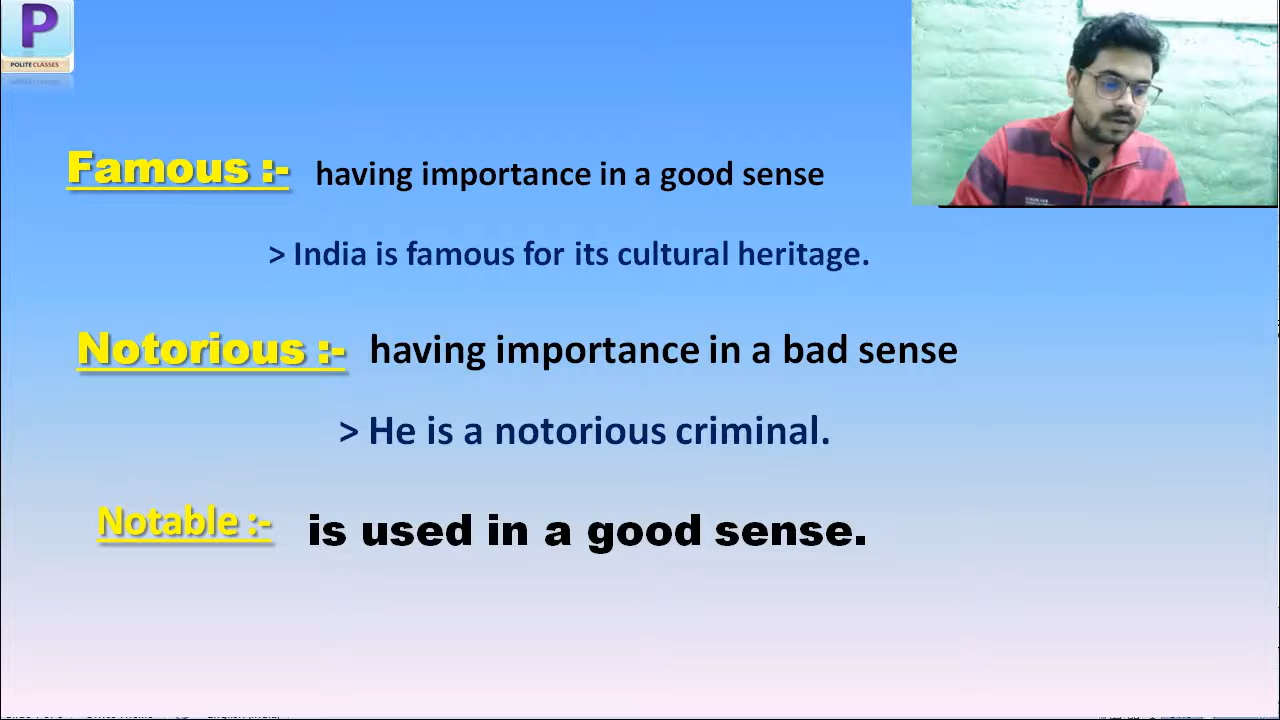 P
POLITE CLASSES
Famous :- having importance in a good sense
> India is famous for its cultural heritage.
Notorious :- having importance in a bad sense
> He is a notorious criminal.
Notable :- is used in a good sense.